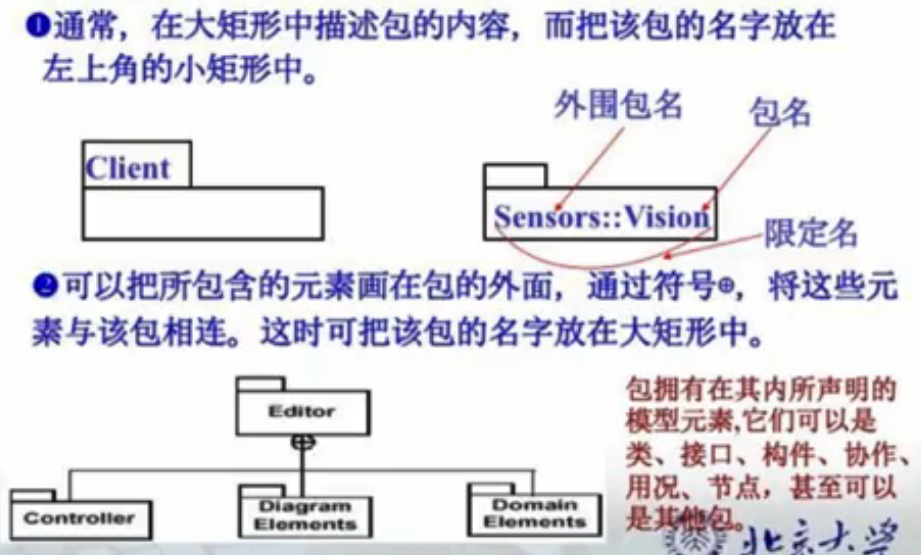 ❶通常，在大矩形中描述包的内容，而把该包的名字放在
左上角的小矩形中。
外围包名
包名
Client
Sensors::Vision
限定名
❷可以把所包含的元素画在包的外面，通过符号⊕，将这些元
素与该包相连。这时可把该包的名字放在大矩形中。
Editor
Controller
Diagram
Elements
Domain
Elements
包拥有在其内所声明的
模型元素,它们可以是
类、接口、构件、协作、
用况、节点，甚至可以
是其他包。
北京大学